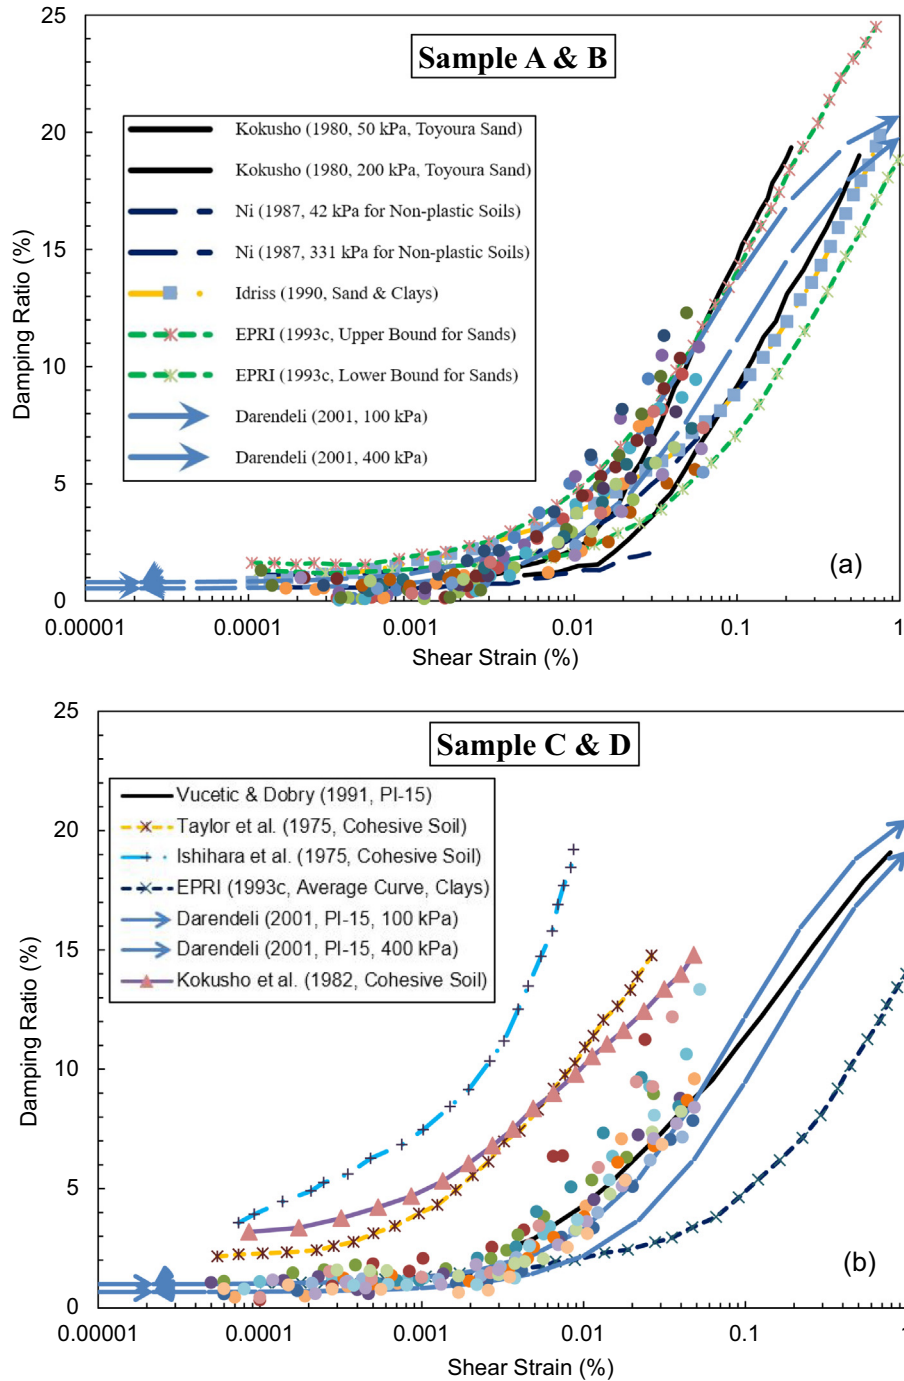 25
20
15
10
5
0
Damping Ratio (%)
Sample A & B
Kokusho (1980, 50 kPa, Toyoura Sand)
Kokusho (1980, 200 kPa, Toyoura Sand)
Ni (1987, 42 kPa for Non-plastic Soils)
Ni (1987, 331 kPa for Non-plastic Soils)
Idriss (1990, Sand & Clays)
EPRI (1993c, Upper Bound for Sands)
EPRI (1993c, Lower Bound for Sands)
Darendeli (2001, 100 kPa)
Darendeli (2001, 400 kPa)
(a)
0.00001 0.0001 0.001 0.01 0.1 1
Shear Strain (%)
25
20
15
10
5
0
Damping Ratio (%)
Sample C & D
Vucetic & Dobry (1991, PI-15)
Taylor et al. (1975, Cohesive Soil)
Ishihara et al. (1975, Cohesive Soil)
EPRI (1993c, Average Curve, Clays)
Darendeli (2001, PI-15, 100 kPa)
Darendeli (2001, PI-15, 400 kPa)
Kokusho et al. (1982, Cohesive Soil)
(b)
0.00001 0.0001 0.001 0.01 0.1 1
Shear Strain (%)